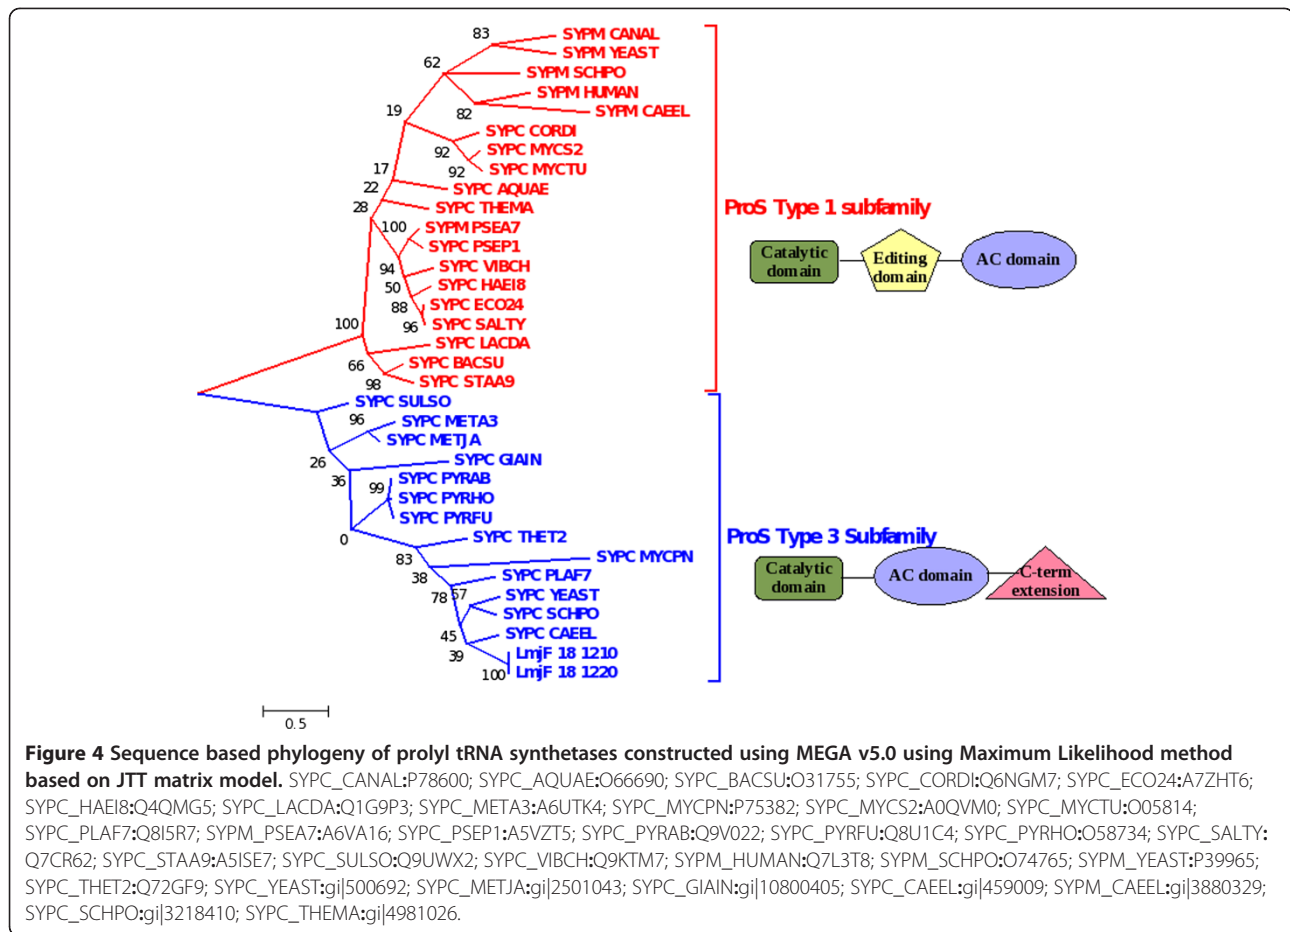 83
SYPM CANAL
SYPM YEAST
62
SYPM SCHPO
SYPM HUMAN
82
SYPM CAEEL
19
SYPC CORDI
92
SYPC MYCS2
92
SYPC MYCTU
17
22
SYPC AQUAE
28
SYPC THEMA
100
SYPM PSEA7
SYPC PSEP1
94
SYPC VIBCH
50
SYPC HAEI8
88
SYPC ECO24
96
SYPC SALTY
100
SYPC LACDA
66
SYPC BACSU
98
SYPC STAA9
ProS Type 1 subfamily
Catalytic domain
Editing domain
AC domain
SYPC SULSO
96
SYPC META3
SYPC METJA
26
SYPC GIAIN
36
99
SYPC PYRAB
SYPC PYRHO
SYPC PYRFU
0
SYPC THET2
83
SYPC MYCPN
38
SYPC PLAF7
78
57
SYPC YEAST
SYPC SCHPO
45
SYPC CAEEL
39
LmjF 18 1210
100
LmjF 18 1220
ProS Type 3 Subfamily
Catalytic domain
AC domain
C-term extension
0.5
Figure 4 Sequence based phylogeny of prolyl tRNA synthetases constructed using MEGA v5.0 using Maximum Likelihood method
based on JTT matrix model. SYPC_CANAL:P78600; SYPC_AQUAE:O66690; SYPC_BACSU:O31755; SYPC_CORDI:Q6NGM7; SYPC_ECO24:A7ZHT6;
SYPC_HAEI8:Q4QMG5; SYPC_LACDA:Q1G9P3; SYPC_META3:A6UTK4; SYPC_MYCPN:P75382; SYPC_MYCS2:A0QVM0; SYPC_MYCTU:O05814;
SYPC_PLAF7:Q8I5R7; SYPM_PSEA7:A6VA16; SYPC_PSEP1:A5VZT5; SYPC_PYRAB:Q9V022; SYPC_PYRFU:Q8U1C4; SYPC_PYRHO:O58734; SYPC_SALTY:
Q7CR62; SYPC_STAA9:A5ISE7; SYPC_SULSO:Q9UWX2; SYPC_VIBCH:Q9KTM7; SYPM_HUMAN:Q7L3T8; SYPM_SCHPO:O74765; SYPM_YEAST:P39965;
SYPC_THET2:Q72GF9; SYPC_YEAST:gi|500692; SYPC_METJA:gi|2501043; SYPC_GIAIN:gi|10800405; SYPC_CAEEL:gi|459009; SYPM_CAEEL:gi|3880329;
SYPC_SCHPO:gi|3218410; SYPC_THEMA:gi|4981026.